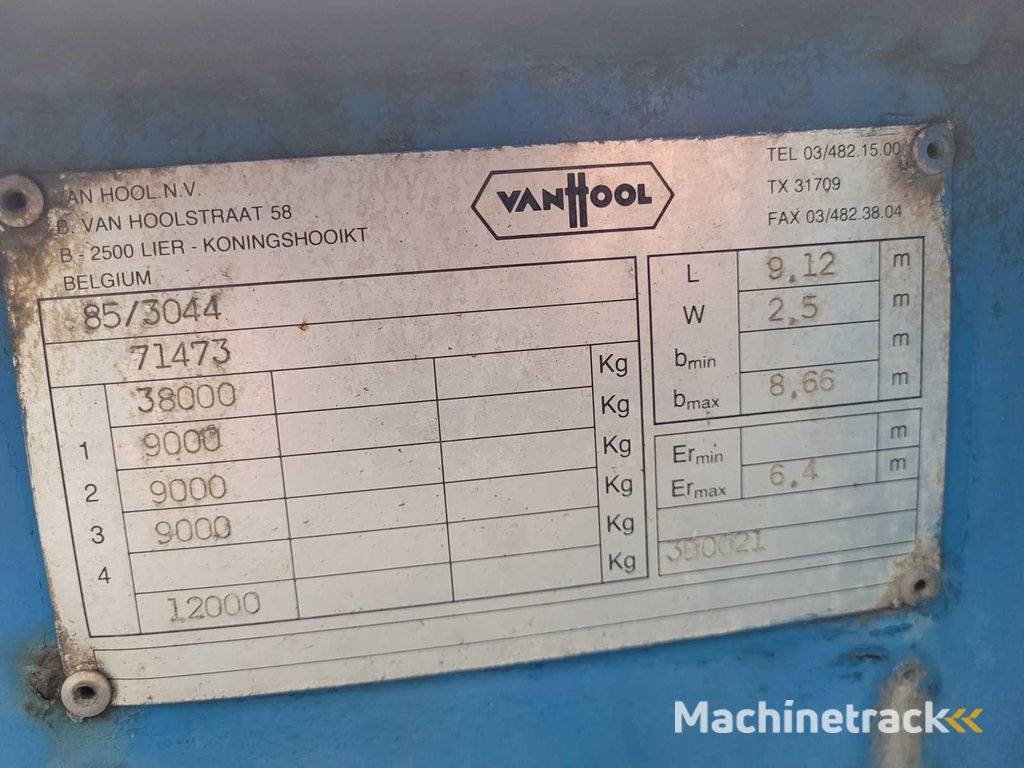 VAN HOOL N.V.
B. VAN HOOLSTRAAT 58
B - 2500 LIER - KONINGSHOOIKT
BELGIUM
VANHOOL
TEL 03/482.15.00
TX 31709
FAX 03/482.38.04
85/3044
71473
38000 Kg
1 9000 Kg
2 9000 Kg
3 9000 Kg
4 Kg
12000 Kg
L 9,12 m
W 2,5 m
bmin m
bmax 8,66 m
Ermin m
Ermax 6,4 m
3B0021
Machinetrack